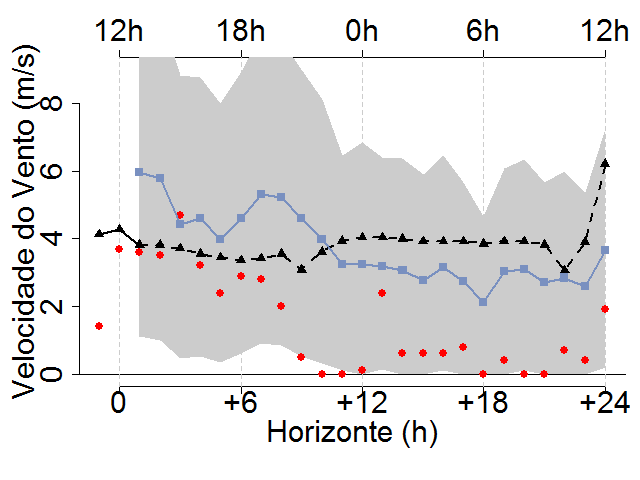 12h 18h 0h 6h 12h
Velocidade do Vento (m/s)
8
6
4
2
0
0 +6 +12 +18 +24
Horizonte (h)